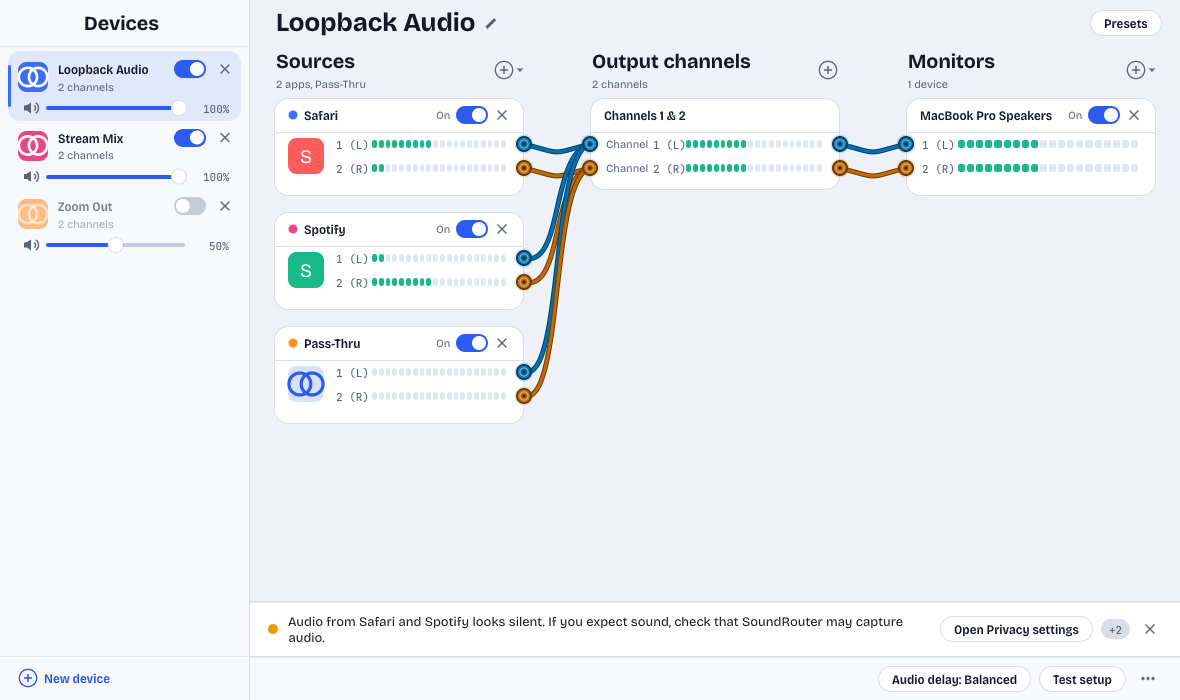 Devices
Loopback Audio
2 channels
100%
Stream Mix
2 channels
100%
Zoom Out
2 channels
50%
New device
Loopback Audio
Presets
Sources
2 apps, Pass-Thru
Safari
On
S
1 (L)
2 (R)
Spotify
On
S
1 (L)
2 (R)
Pass-Thru
On
1 (L)
2 (R)
Output channels
2 channels
Channels 1 & 2
Channel 1 (L)
Channel 2 (R)
Monitors
1 device
MacBook Pro Speakers
On
1 (L)
2 (R)
Audio from Safari and Spotify looks silent. If you expect sound, check that SoundRouter may capture
audio.
Open Privacy settings
+2
Audio delay: Balanced
Test setup